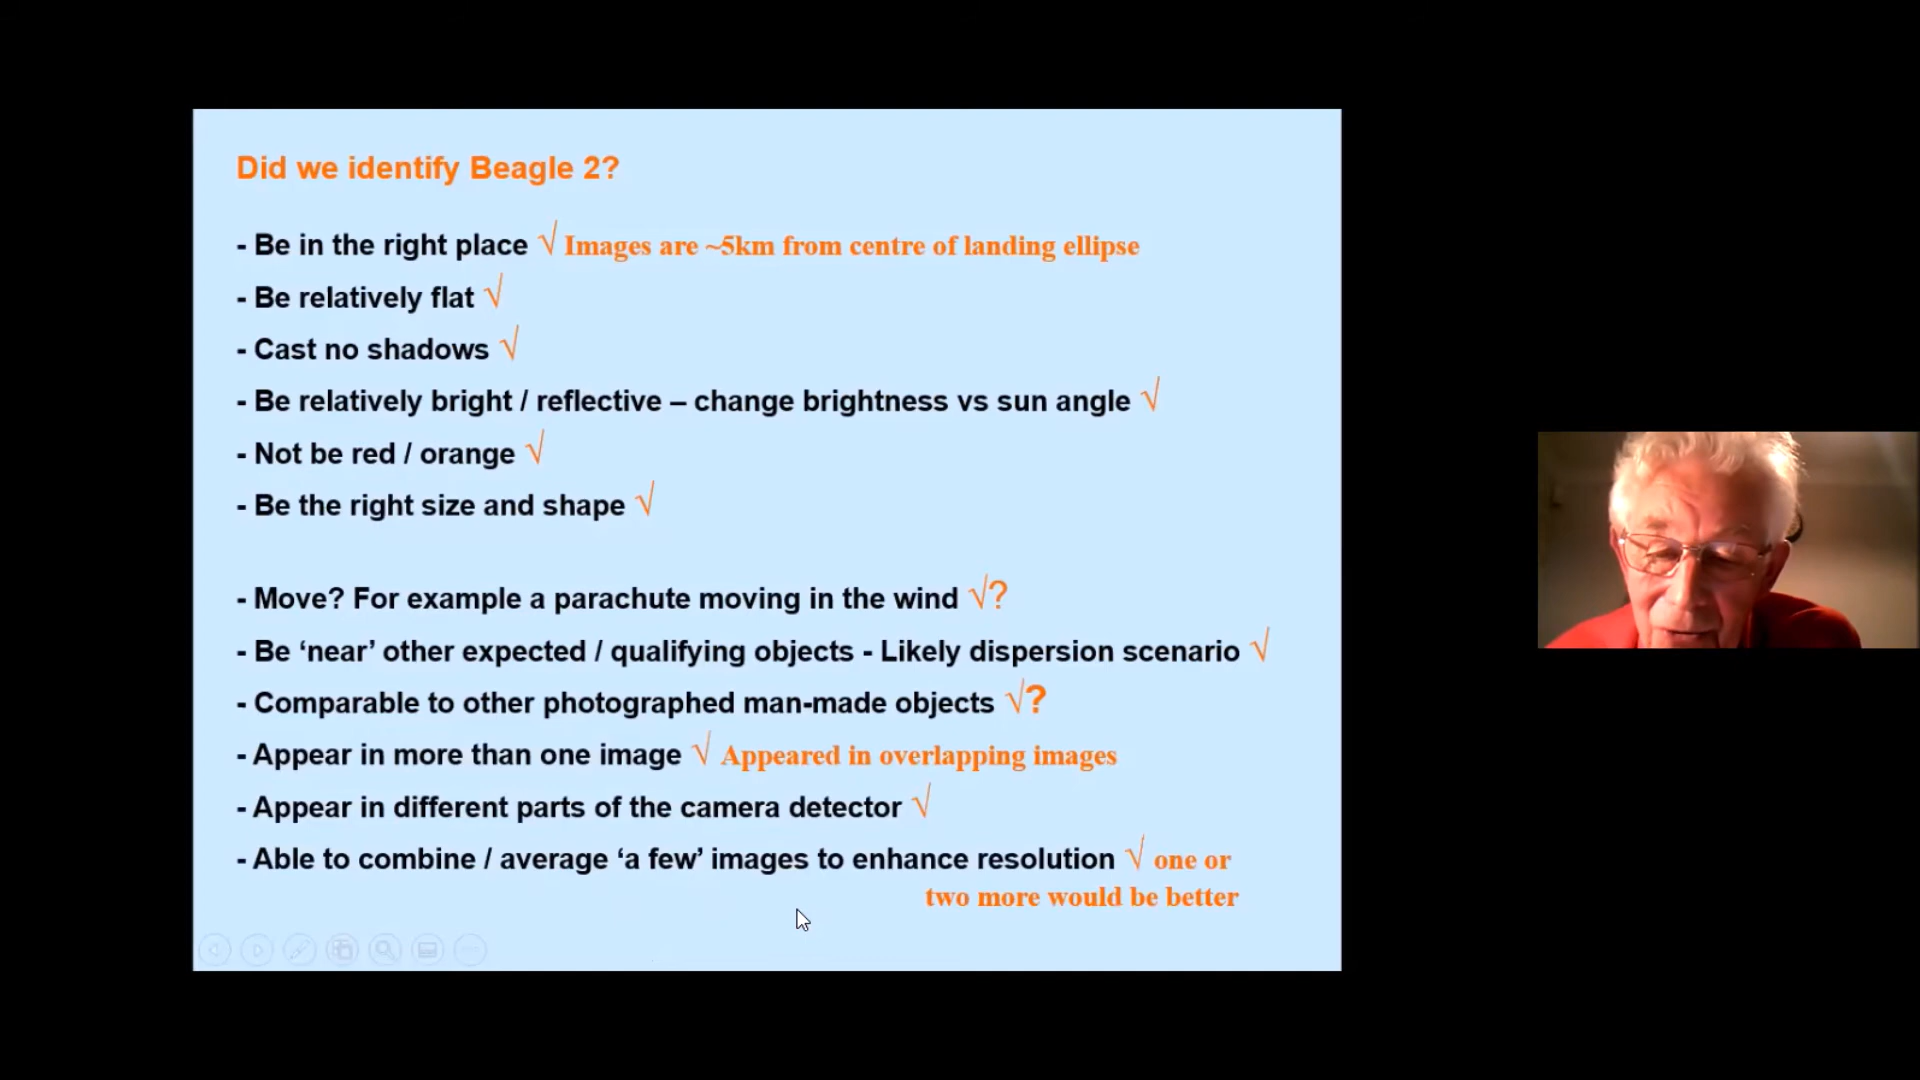 Did we identify Beagle 2?
- Be in the right place √ Images are ~5km from centre of landing ellipse
- Be relatively flat √
- Cast no shadows √
- Be relatively bright / reflective – change brightness vs sun angle √
- Not be red / orange √
- Be the right size and shape √
- Move? For example a parachute moving in the wind √?
- Be ‘near’ other expected / qualifying objects - Likely dispersion scenario √
- Comparable to other photographed man-made objects √?
- Appear in more than one image √ Appeared in overlapping images
- Appear in different parts of the camera detector √
- Able to combine / average ‘a few’ images to enhance resolution √ one or
two more would be better